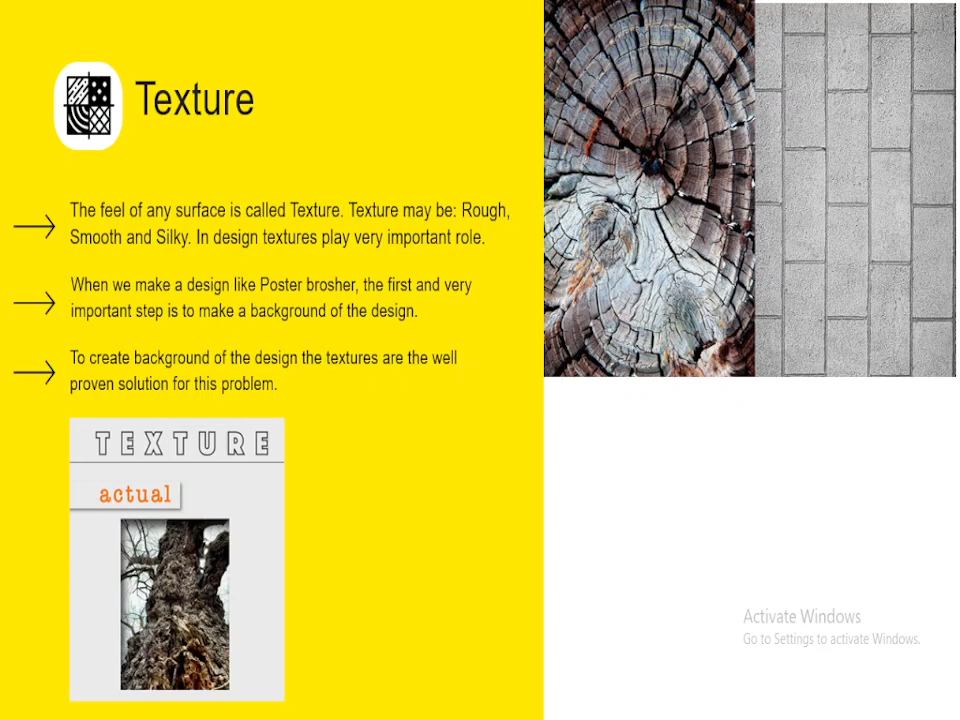 Texture
The feel of any surface is called Texture. Texture may be: Rough,
Smooth and Silky. In design textures play very important role.
When we make a design like Poster brosher, the first and very
important step is to make a background of the design.
To create background of the design the textures are the well
proven solution for this problem.
TEXTURE
actual
Activate Windows
Go to Settings to activate Windows.